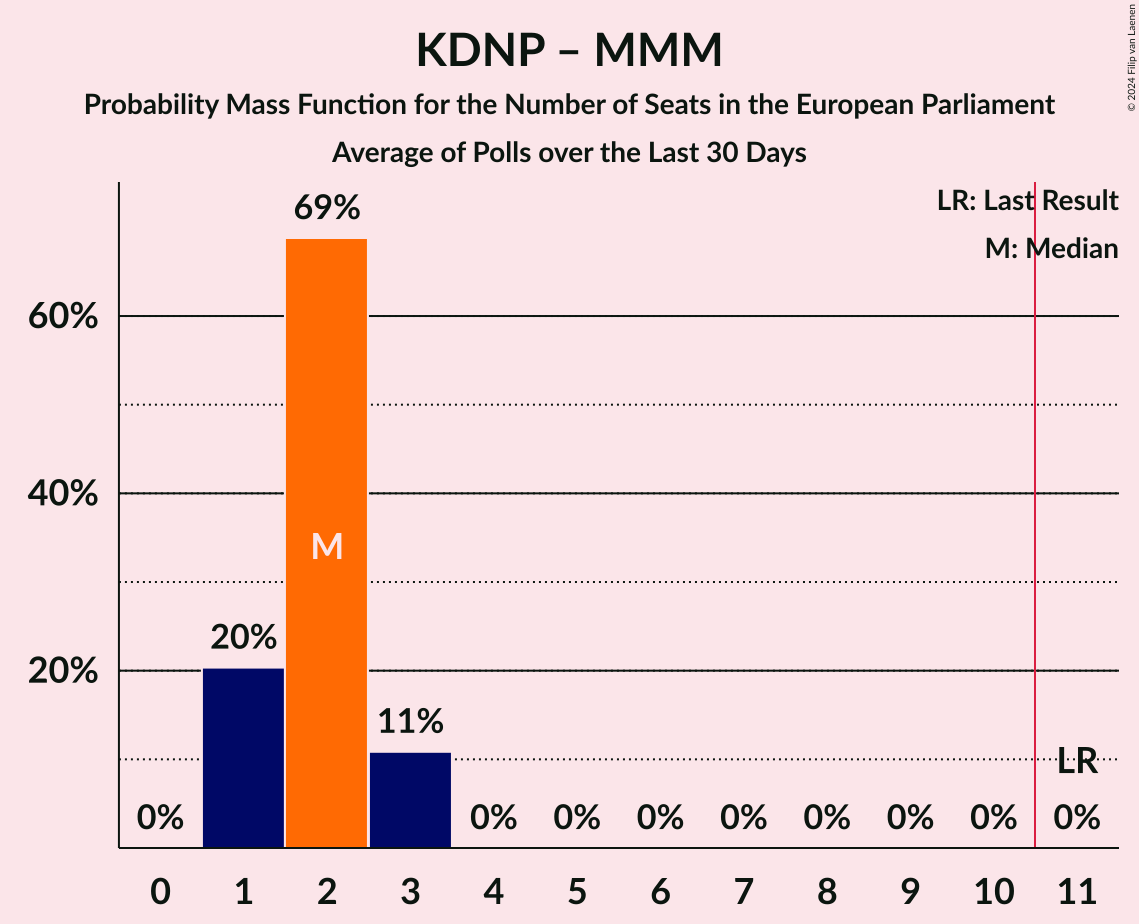 KDNP – MMM
Probability Mass Function for the Number of Seats in the European Parliament
Average of Polls over the Last 30 Days
© 2024 Filip van Laenen
LR: Last Result
M: Median
69%
60%
40%
M
20%
20%
11%
LR
0% 0% 0% 0% 0% 0% 0% 0% 0%
0 1 2 3 4 5 6 7 8 9 10 11